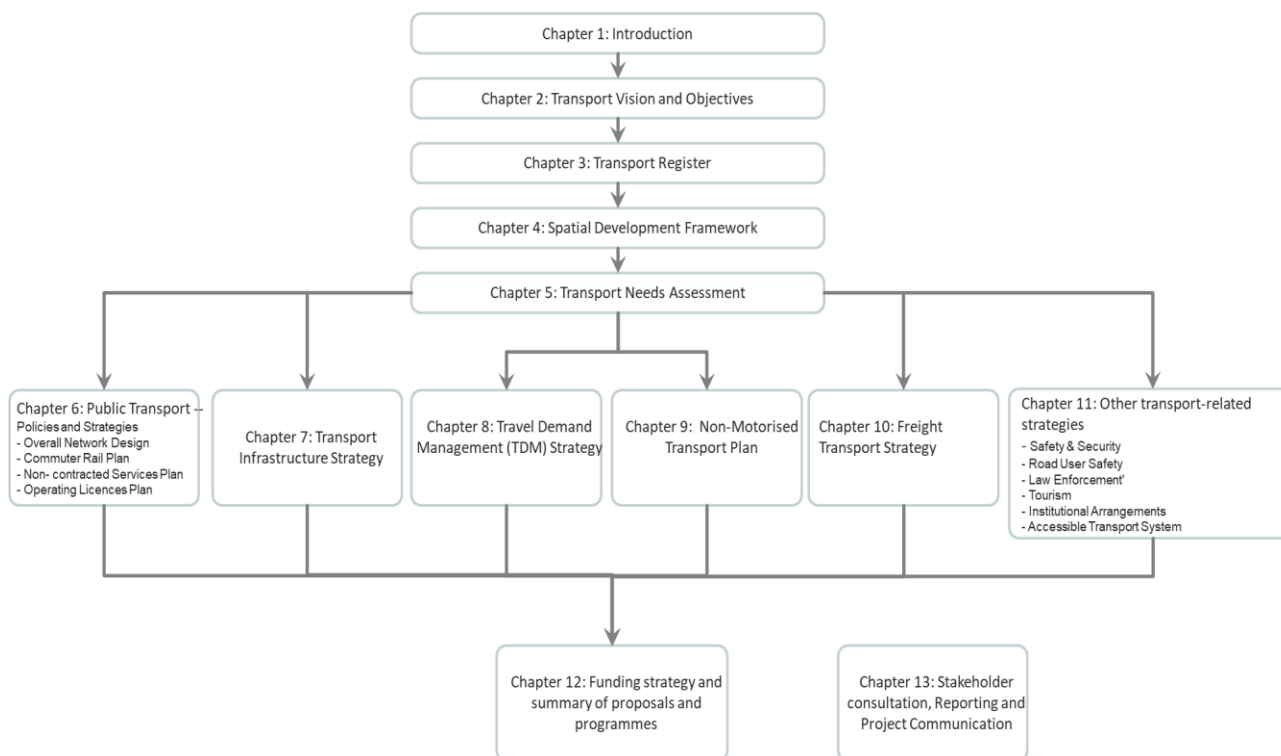 Chapter 1: Introduction
Chapter 2: Transport Vision and Objectives
Chapter 3: Transport Register
Chapter 4: Spatial Development Framework
Chapter 5: Transport Needs Assessment
Chapter 6: Public Transport –
Policies and Strategies
- Overall Network Design
- Commuter Rail Plan
- Non- contracted Services Plan
- Operating Licences Plan
Chapter 7: Transport
Infrastructure Strategy
Chapter 8: Travel Demand
Management (TDM) Strategy
Chapter 9: Non-Motorised
Transport Plan
Chapter 10: Freight
Transport Strategy
Chapter 11: Other transport-related
strategies
- Safety & Security
- Road User Safety
- Law Enforcement'
- Tourism
- Institutional Arrangements
- Accessible Transport System
Chapter 12: Funding strategy and
summary of proposals and
programmes
Chapter 13: Stakeholder
consultation, Reporting and
Project Communication